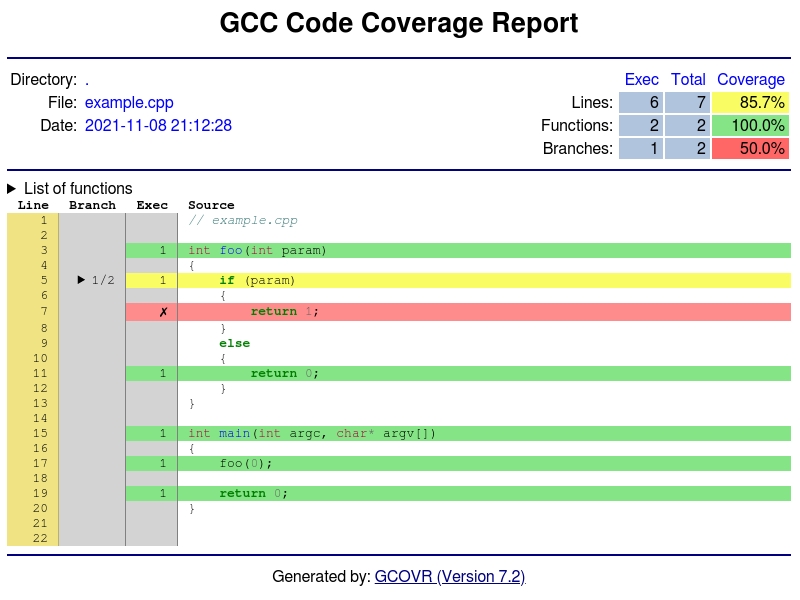 GCC Code Coverage Report
Directory: .
File: example.cpp
Date: 2021-11-08 21:12:28
Exec Total Coverage
Lines: 6 7 85.7%
Functions: 2 2 100.0%
Branches: 1 2 50.0%
▶ List of functions
Line Branch Exec Source
1 // example.cpp
2
3 1 int foo(int param)
4 {
5 ▶ 1/2 1 if (param)
6 {
7 ✗ return 1;
8 }
9 else
10 {
11 1 return 0;
12 }
13 }
14
15 1 int main(int argc, char* argv[])
16 {
17 1 foo(0);
18
19 1 return 0;
20 }
21
22
Generated by: GCOVR (Version 7.2)